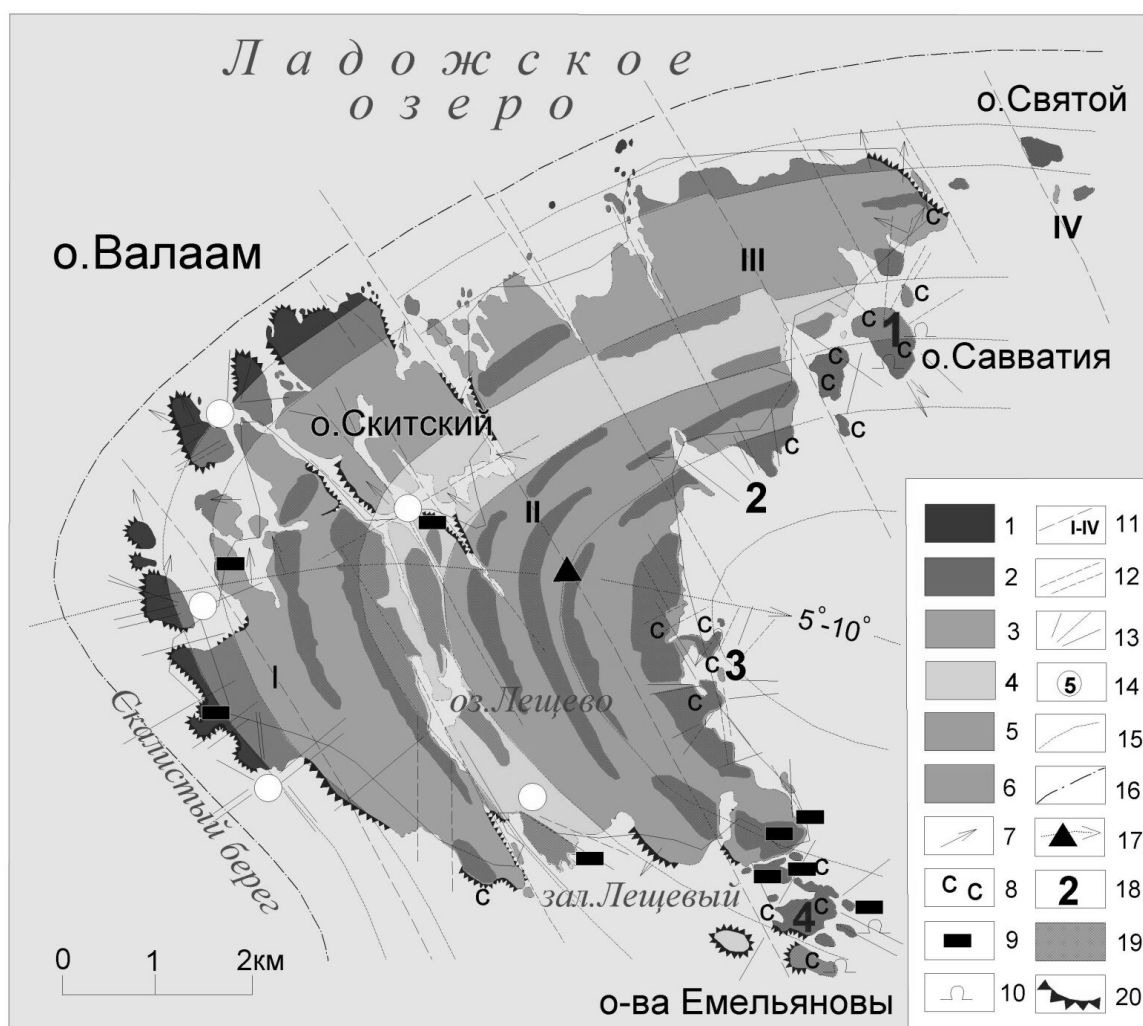 Ладожское
озеро
о.Святой
о.Валаам
IV
III
C
C
C
1
C
C
о.Савватия
C
C
C
о.Скитский
C
2
II
C
C
C
3
5°-10°
C
I
оз.Лещево
Скалистый берег
зал.Лещевый
C
C
C
C
4
C
0 1 2км
о-ва Емельяновы
1
2
3
4
5
6
7
C C 8
9
10
I-IV 11
12
13
5 14
15
16
17
2 18
19
20